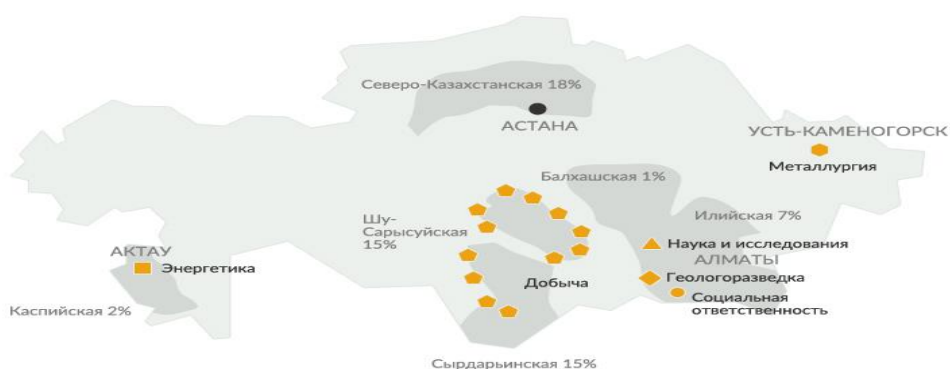 Северо-Казахстанская 18%
АСТАНА
УСТЬ-КАМЕНОГОРСК
Металлургия
Балхашская 1%
Илийская 7%
Шу-
Сарысуйская
15%
Наука и исследования
АЛМАТЫ
АКТАУ
Энергетика
Геологоразведка
Добыча
Социальная
ответственность
Каспийская 2%
Сырдарьинская 15%